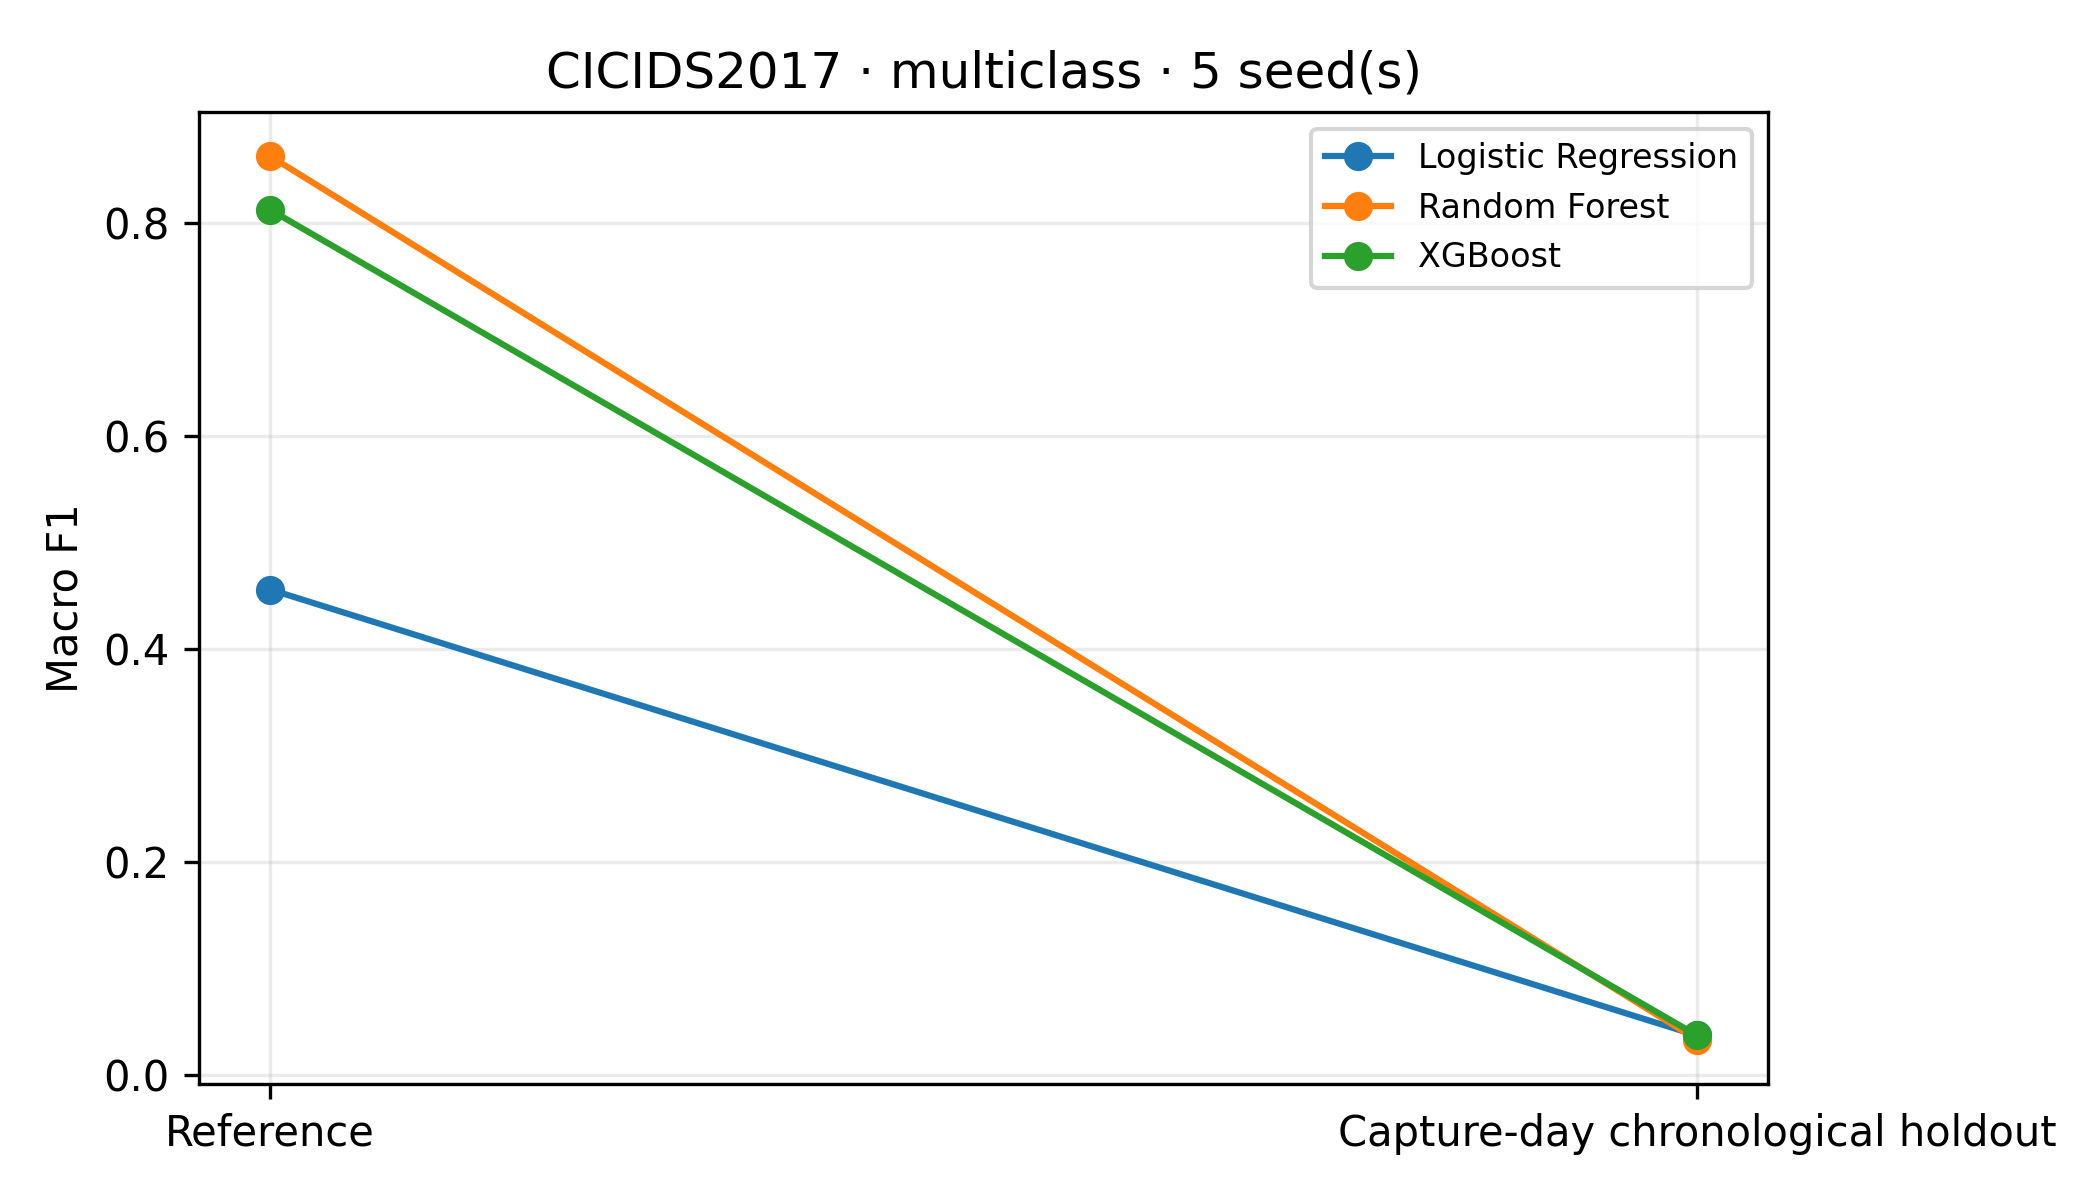 CICIDS2017 · multiclass · 5 seed(s)
Logistic Regression
Random Forest
XGBoost
Macro F1
0.8
0.6
0.4
0.2
0.0
Reference
Capture-day chronological holdout